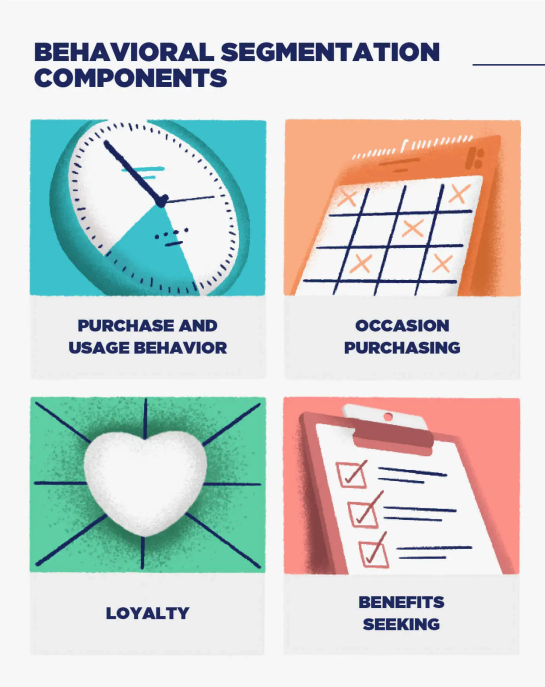 BEHAVIORAL SEGMENTATION
COMPONENTS
PURCHASE AND
USAGE BEHAVIOR
OCCASION
PURCHASING
LOYALTY
BENEFITS
SEEKING